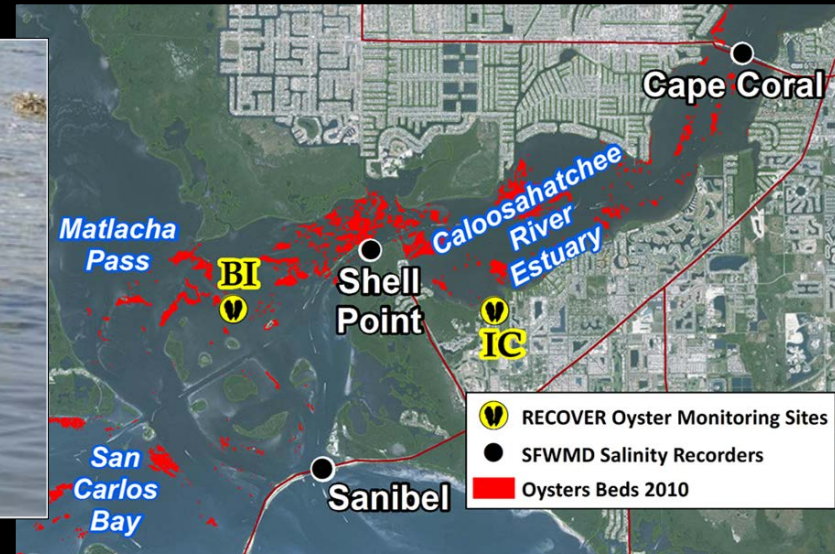 Cape Coral
Caloosahatchee
River
Estuary
Matlacha
Pass
BI
Shell
Point
IC
RECOVER Oyster Monitoring Sites
SFWMD Salinity Recorders
Oysters Beds 2010
San
Carlos
Bay
Sanibel